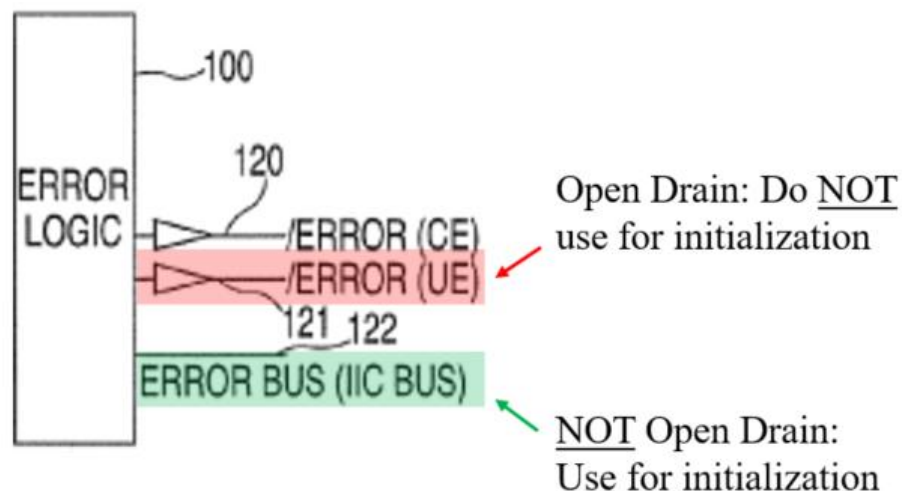 100
120
ERROR
LOGIC
/ERROR (CE)
/ERROR (UE)
121 122
ERROR BUS (IIC BUS)
Open Drain: Do NOT
use for initialization
NOT Open Drain:
Use for initialization